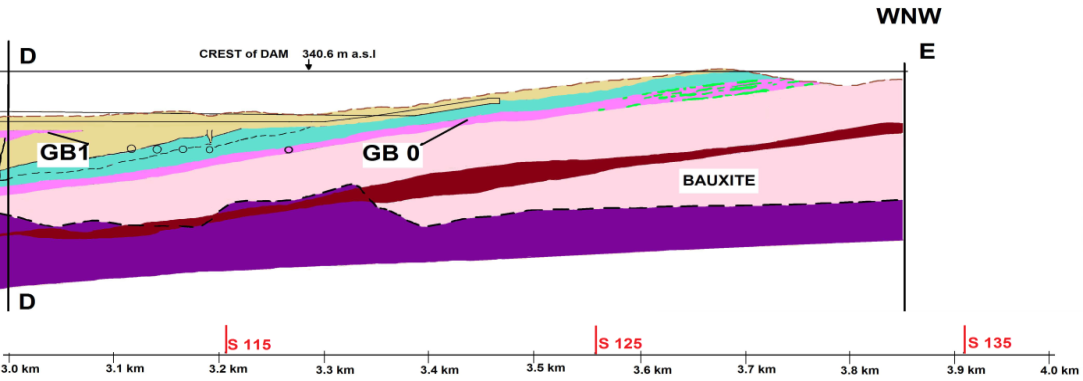 WNW
D
E
CREST of DAM 340.6 m a.s.l
GB1
GB 0
BAUXITE
D
S 115
S 125
S 135
3.0 km
3.1 km
3.2 km
3.3 km
3.4 km
3.5 km
3.6 km
3.7 km
3.8 km
3.9 km
4.0 km